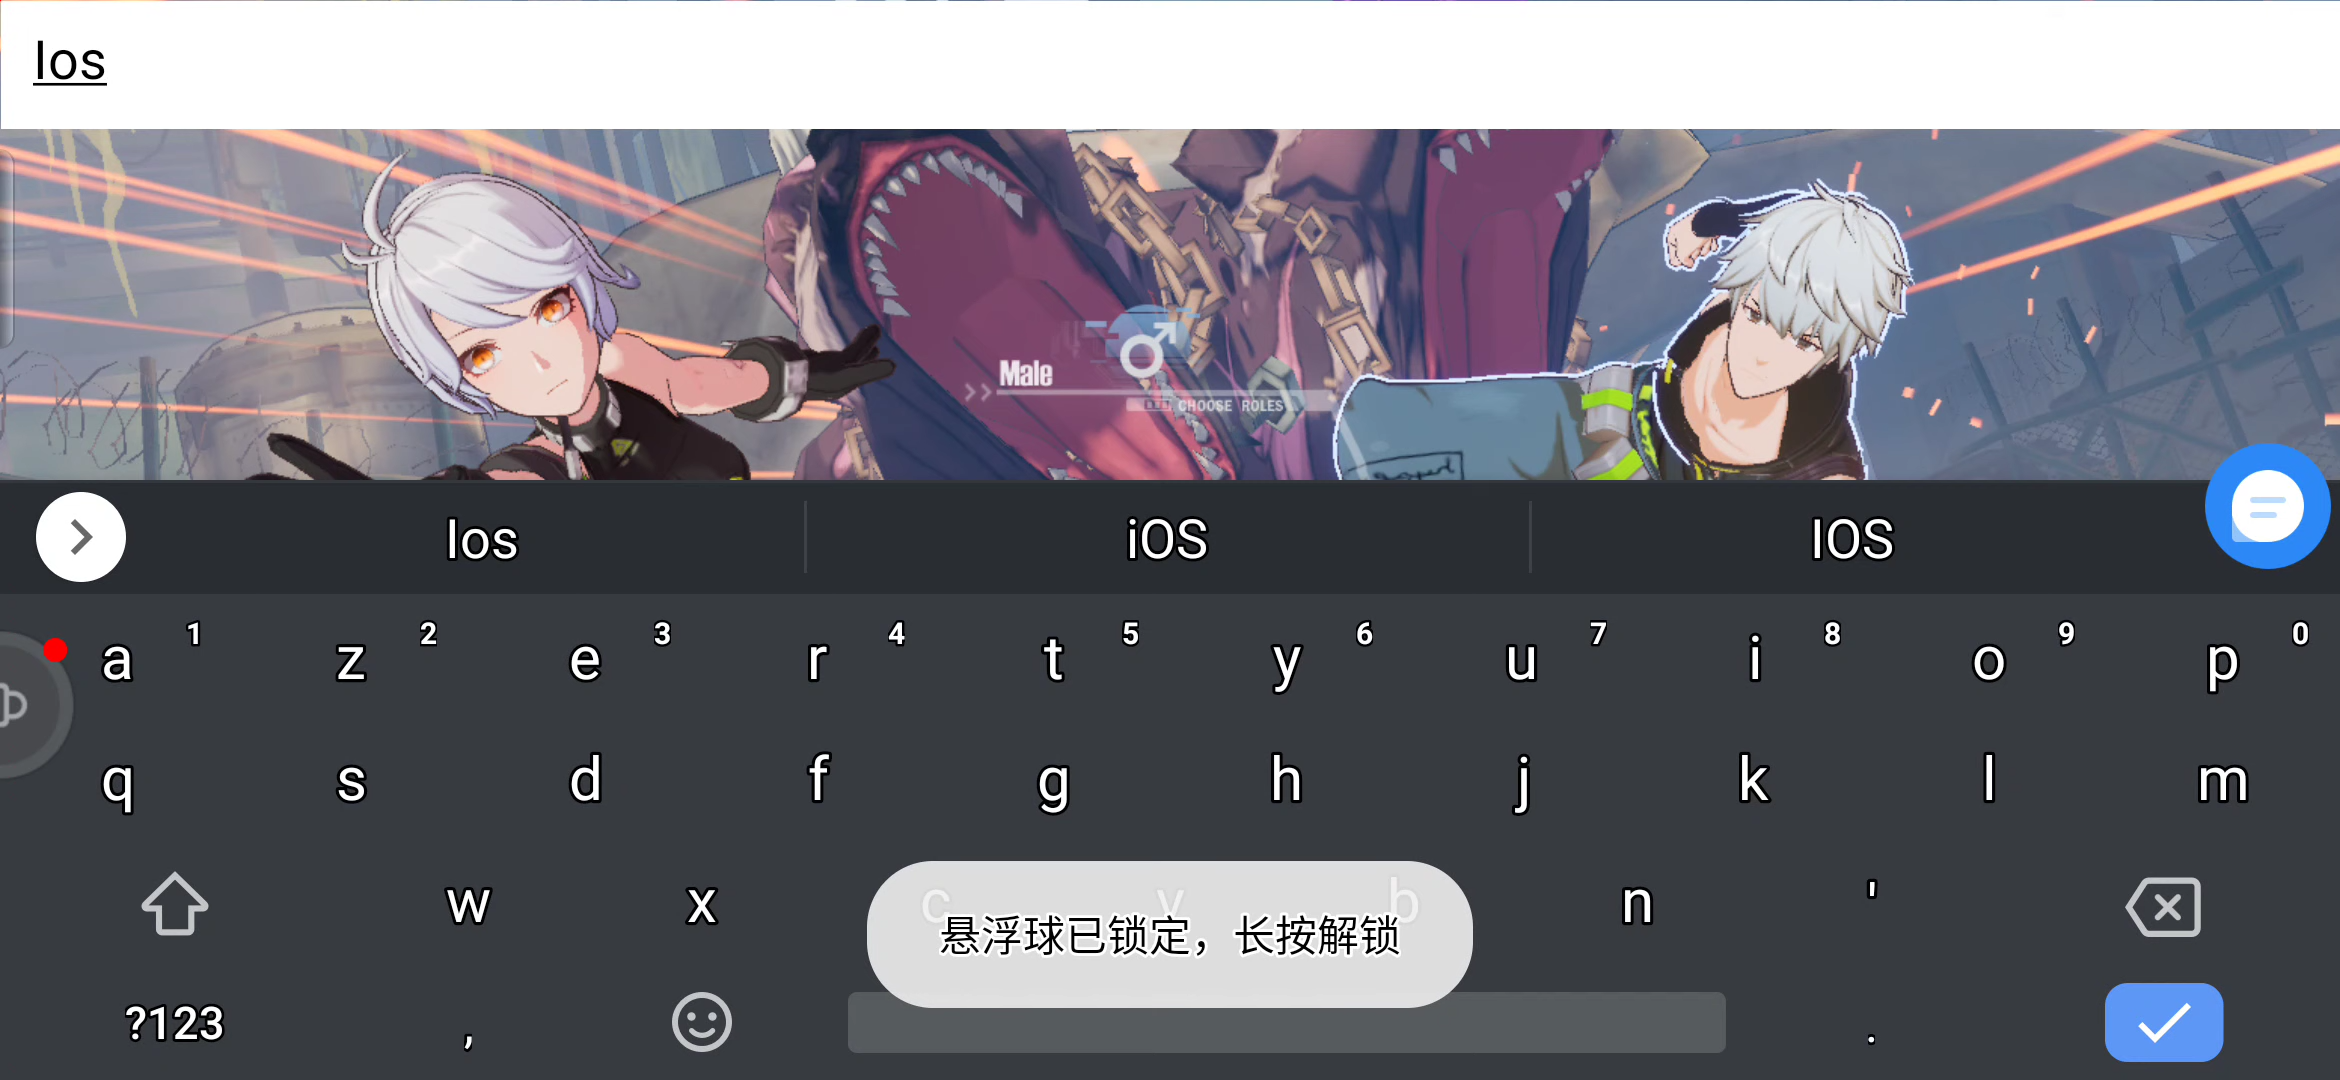 Ios
Male
CHOOSE ROLES
Ios
iOS
IOS
a 1 z 2 e 3 r 4 t 5 y 6 u 7 i 8 o 9 p 0
q s d f g h j k l m
w x c v b n '
悬浮球已锁定，长按解锁
?123 , .